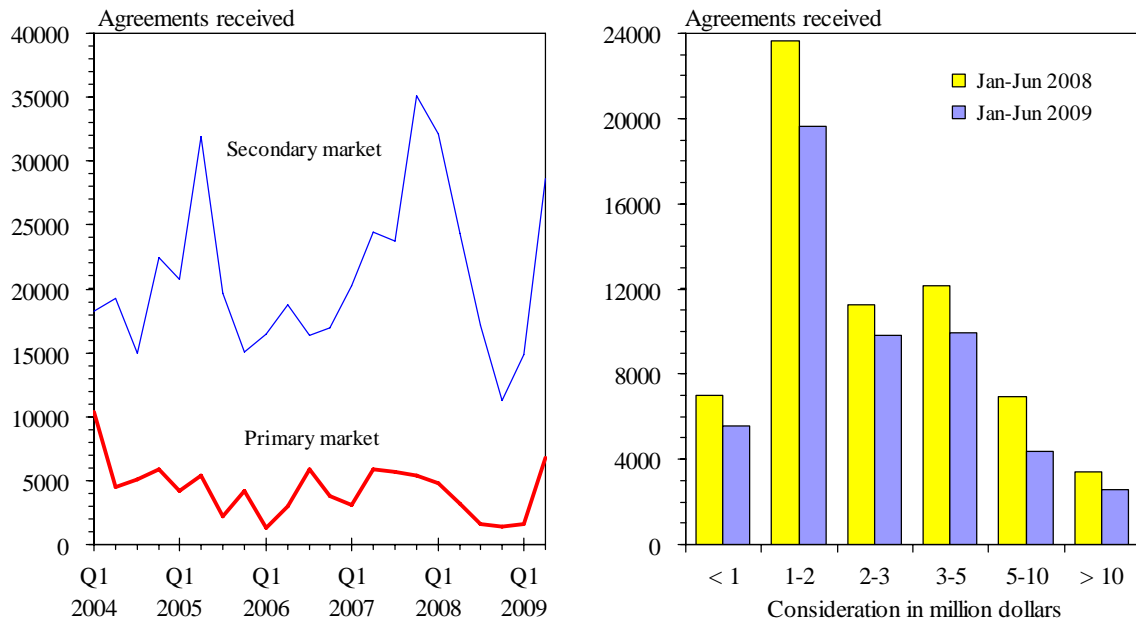 Agreements received
40000
35000
30000
25000
20000
15000
10000
5000
0
Secondary market
Primary market
Q1 Q1 Q1 Q1 Q1 Q1
2004 2005 2006 2007 2008 2009
Agreements received
24000
20000
16000
12000
8000
4000
0
Jan-Jun 2008
Jan-Jun 2009
< 1 1-2 2-3 3-5 5-10 > 10
Consideration in million dollars